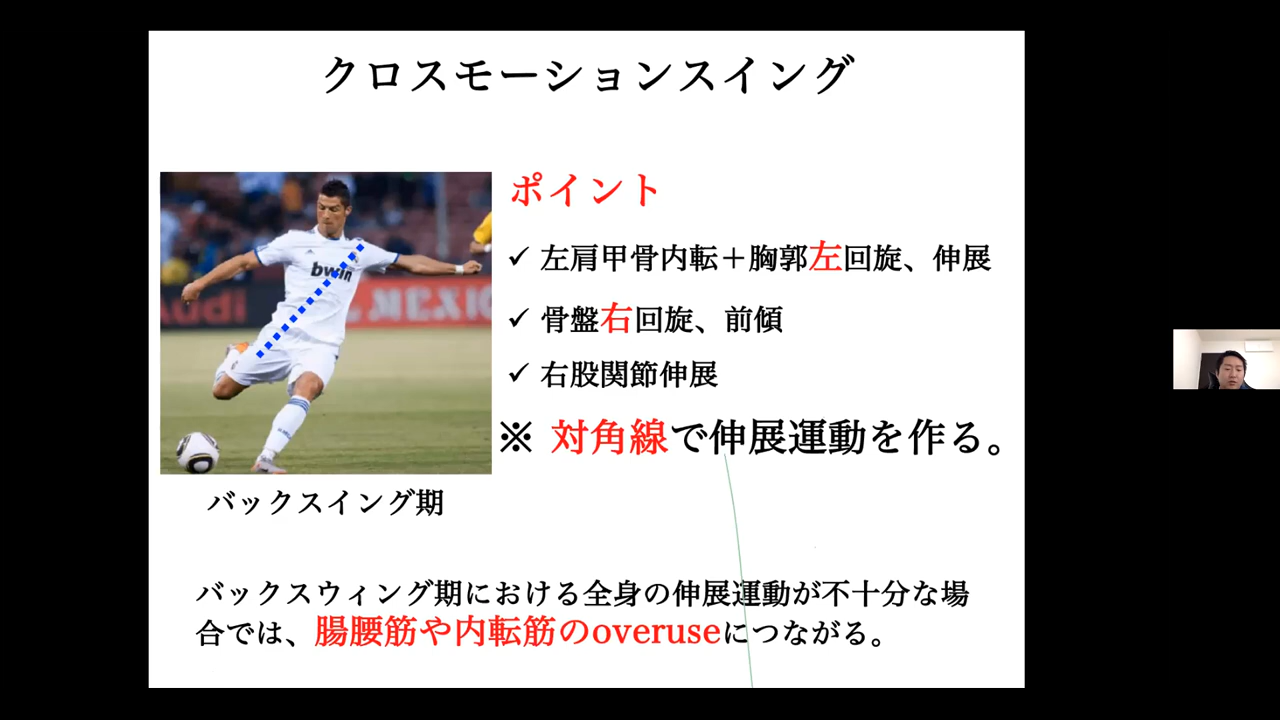 クロスモーションスイング
ポイント
✓ 左肩甲骨内転＋胸郭左回旋、伸展
✓ 骨盤右回旋、前傾
✓ 右股関節伸展
※ 対角線で伸展運動を作る。
bwin
Audi
MEXIC
バックスイング期
バックスウィング期における全身の伸展運動が不十分な場
合では、腸腰筋や内転筋のoveruseにつながる。